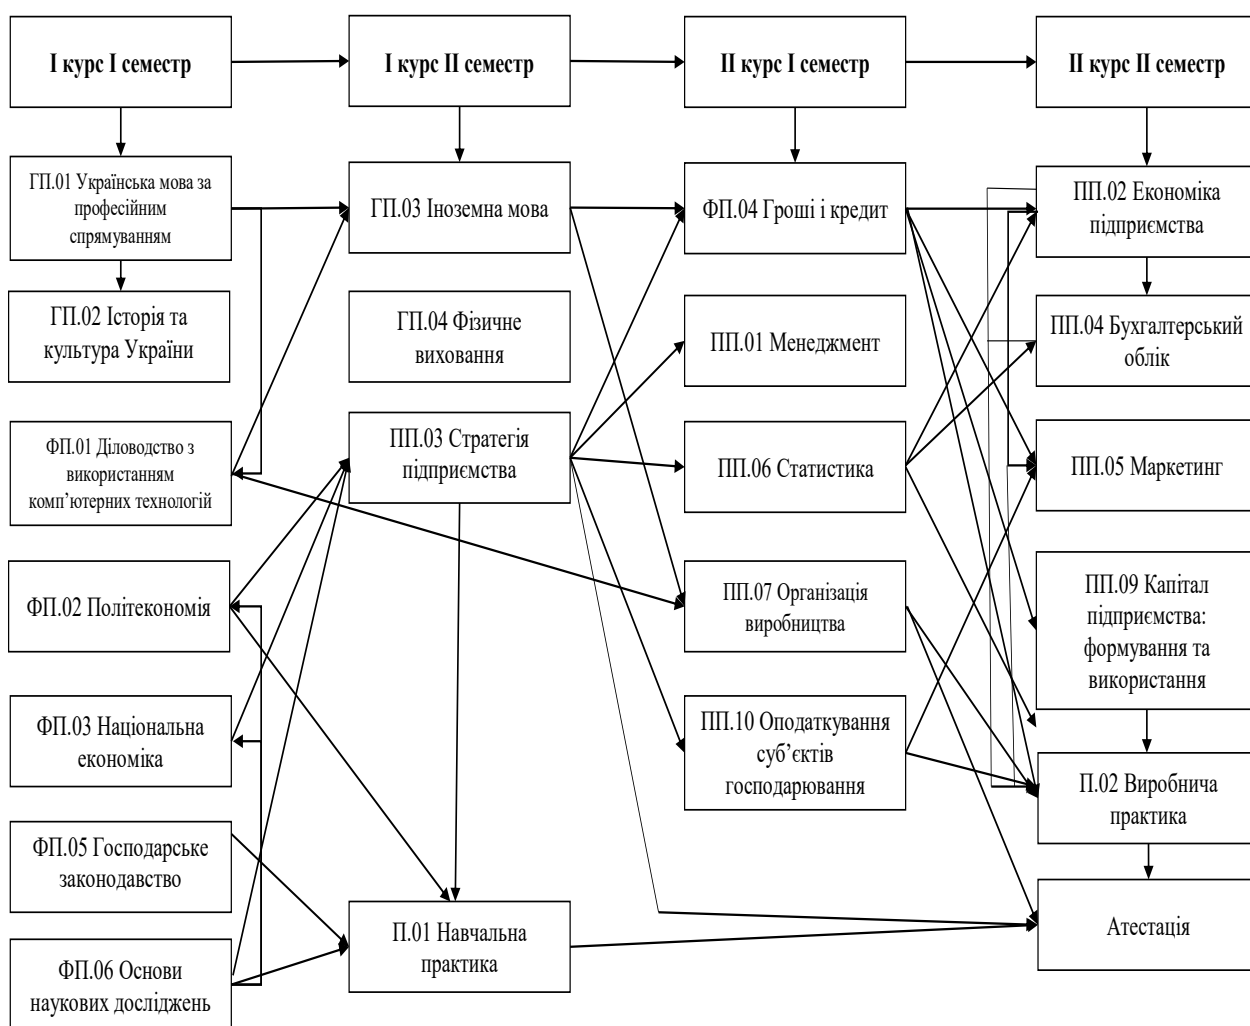 І курс І семестр
І курс ІІ семестр
ІІ курс І семестр
ІІ курс ІІ семестр
ГП.01 Українська мова за
професійним
спрямуванням
ГП.03 Іноземна мова
ФП.04 Гроші і кредит
ПП.02 Економіка
підприємства
ГП.02 Історія та
культура України
ГП.04 Фізичне
виховання
ПП.01 Менеджмент
ПП.04 Бухгалтерський
облік
ФП.01 Діловодство з
використанням
комп’ютерних технологій
ПП.03 Стратегія
підприємства
ПП.06 Статистика
ПП.05 Маркетинг
ФП.02 Політекономія
ПП.07 Організація
виробництва
ПП.09 Капітал
підприємства:
формування та
використання
ФП.03 Національна
економіка
ПП.10 Оподаткування
суб’єктів
господарювання
П.02 Виробнича
практика
ФП.05 Господарське
законодавство
П.01 Навчальна
практика
Атестація
ФП.06 Основи
наукових досліджень